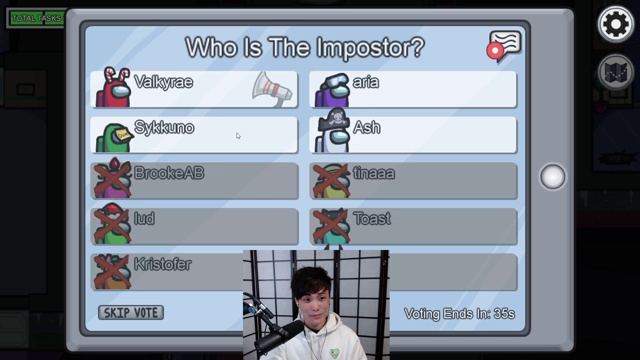 TOTAL TASKS
Who Is The Impostor?
Valkyrae
aria
Sykkuno
Ash
BrookeAB
tinaaa
lud
Toast
Kristofer
SKIP VOTE
Voting Ends In: 35s